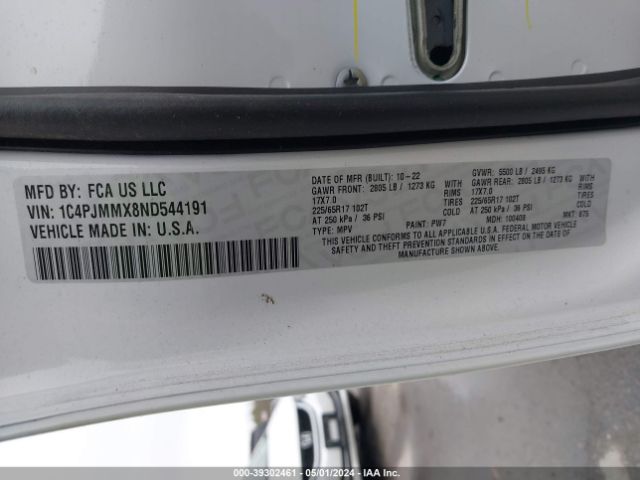 MFD BY: FCA US LLC
VIN: 1C4PJMMX8ND544191
VEHICLE MADE IN: U.S.A.
DATE OF MFR (BUILT): 10-22 GVWR: 5500 LB / 2495 KG
GAWR FRONT: 2805 LB / 1273 KG GAWR REAR: 2805 LB / 1273 KG
17X7.0 RIMS 17X7.0 RIMS
225/65R17 102T TIRES 225/65R17 102T TIRES
AT 250 kPa / 36 PSI COLD AT 250 kPa / 36 PSI COLD
TYPE: MPV PAINT: PW7 MDH: 100408 MKT: 675
THIS VEHICLE CONFORMS TO ALL APPLICABLE U.S.A. FEDERAL MOTOR VEHICLE
SAFETY, BUMPER, AND THEFT PREVENTION STANDARDS IN EFFECT ON THE DATE OF
MANUFACTURE SHOWN ABOVE.
000-39302461 - 05/01/2024 - IAA Inc.